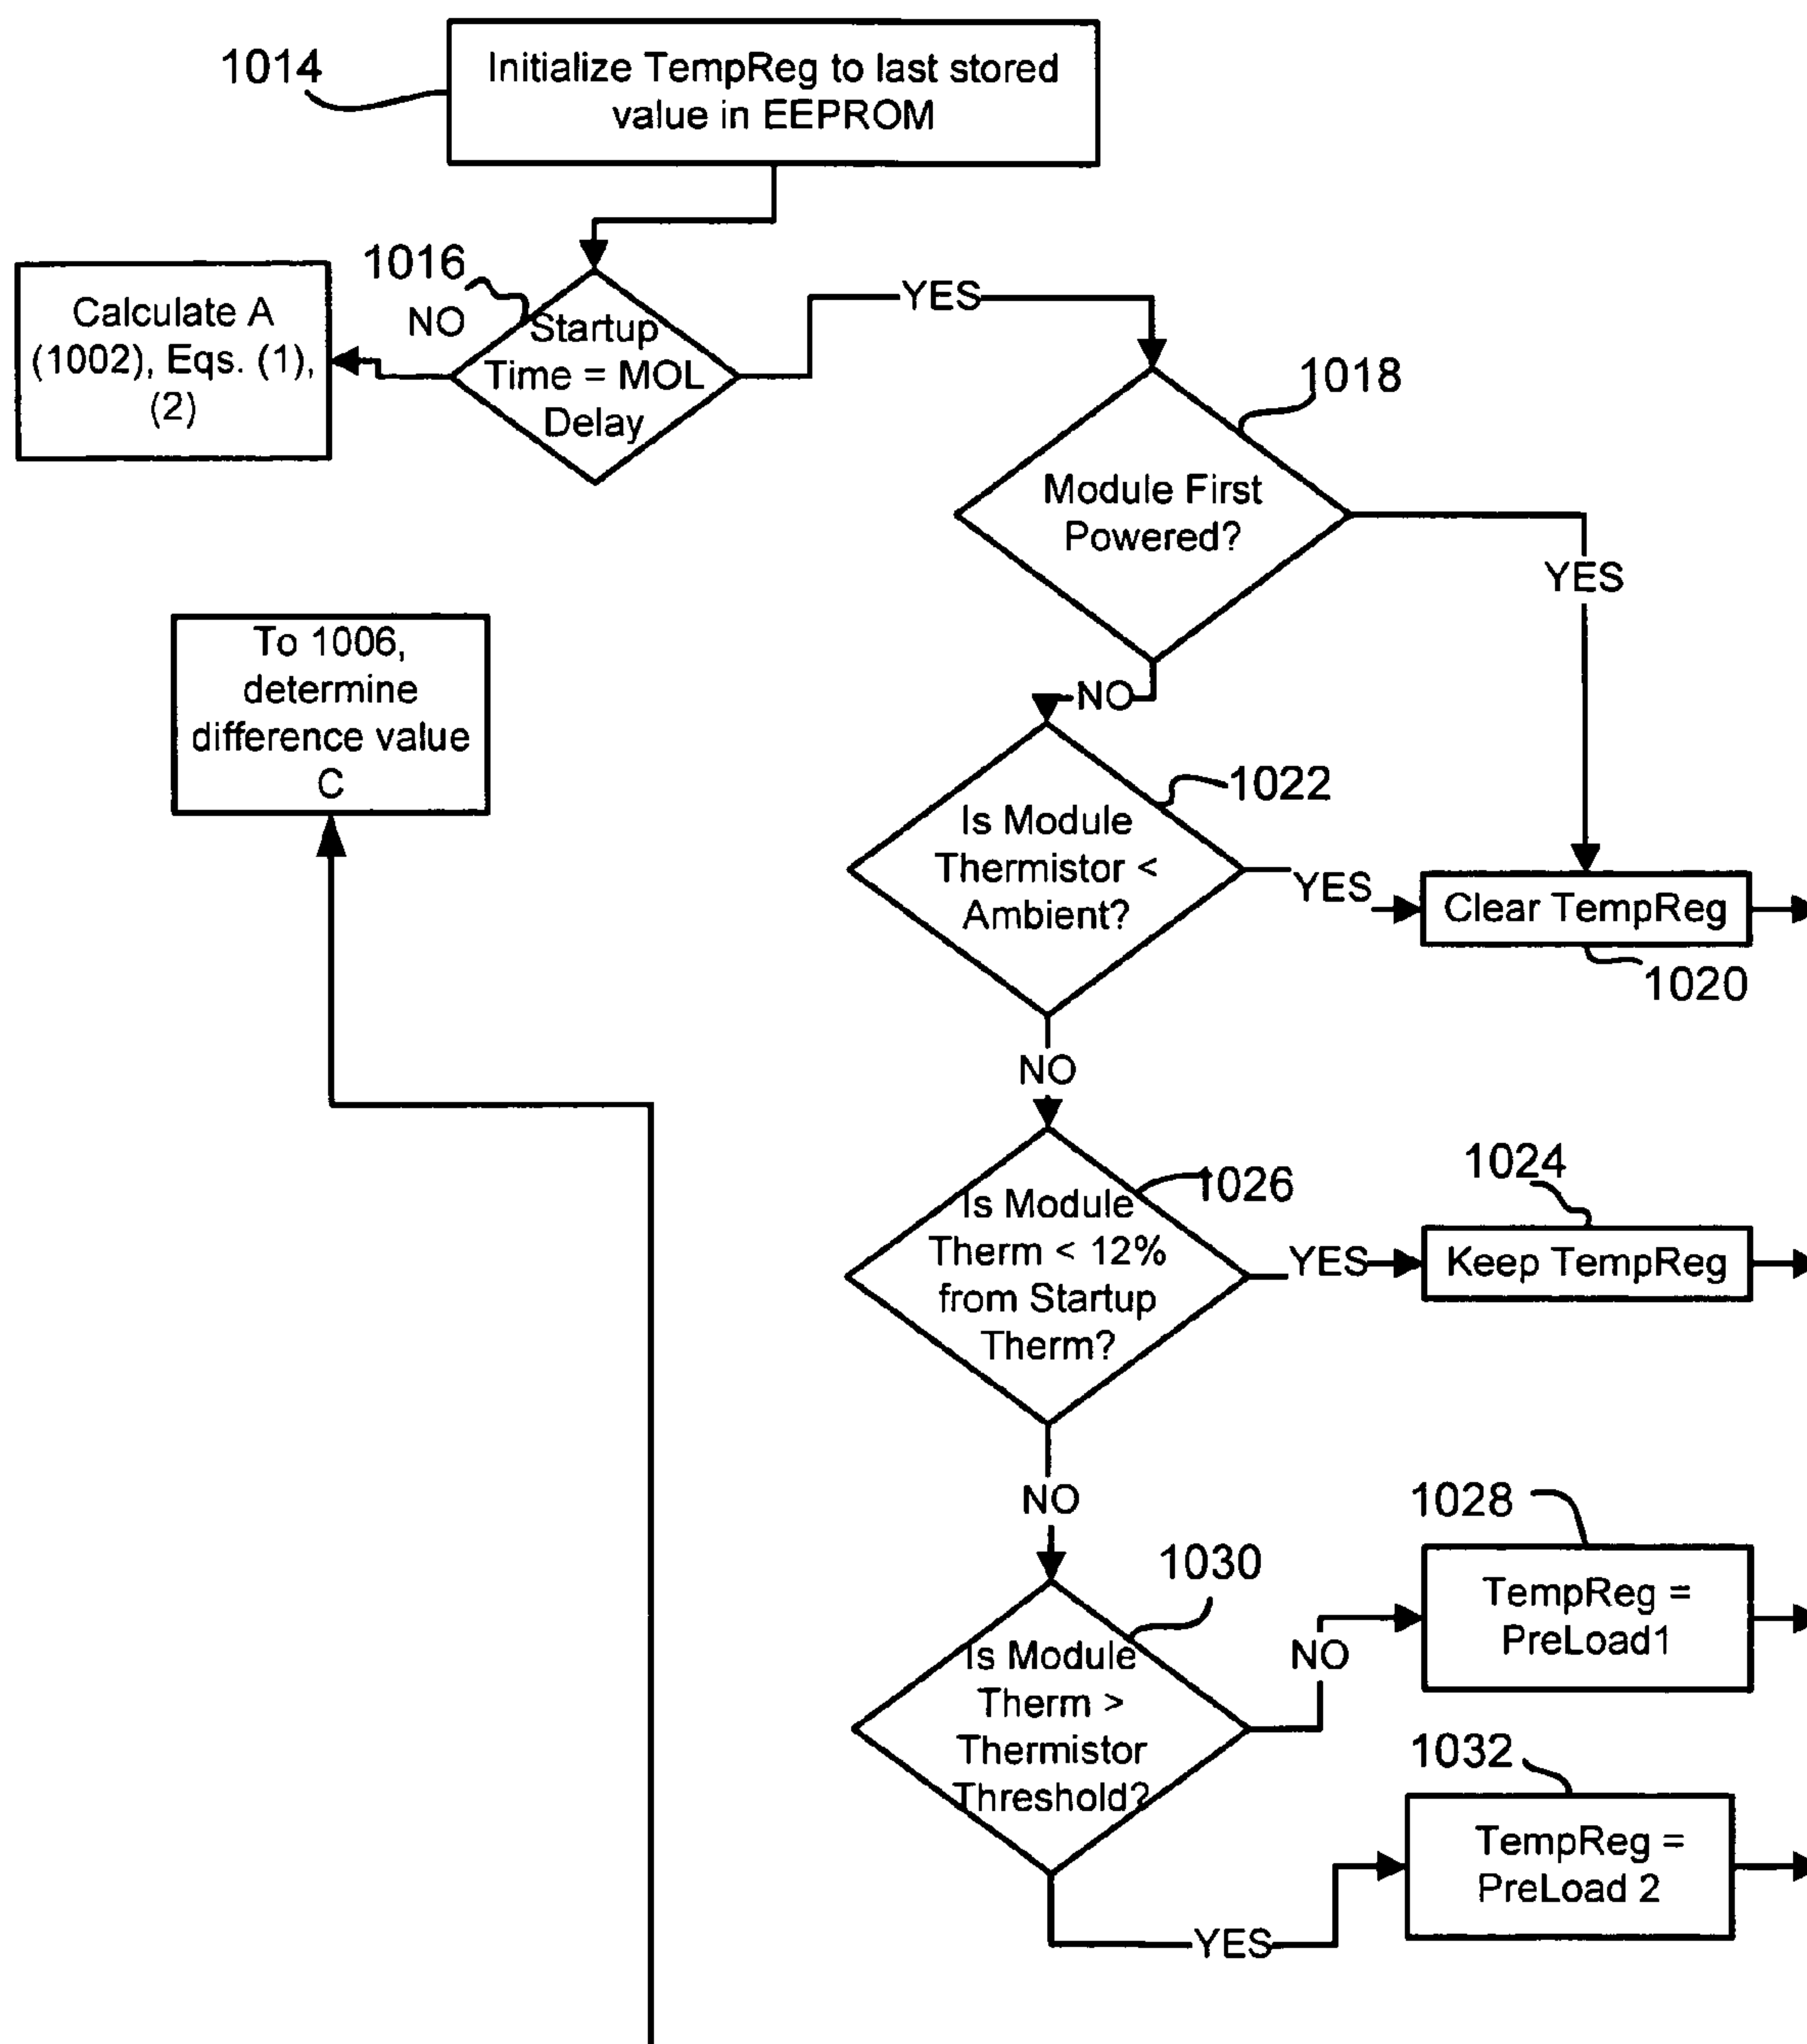 1014
Initialize TempReg to last stored
value in EEPROM
1016
NO
YES
Calculate A
(1002), Eqs. (1),
(2)
Startup
Time = MOL
Delay
1018
Module First
Powered?
YES
To 1006,
determine
difference value
C
NO
1022
Is Module
Thermistor <
Ambient?
YES
Clear TempReg
1020
NO
1026
Is Module
Therm < 12%
from Startup
Therm?
YES
1024
Keep TempReg
NO
1030
Is Module
Therm >
Thermistor
Threshold?
NO
1028
TempReg =
PreLoad1
1032
TempReg =
PreLoad 2
YES